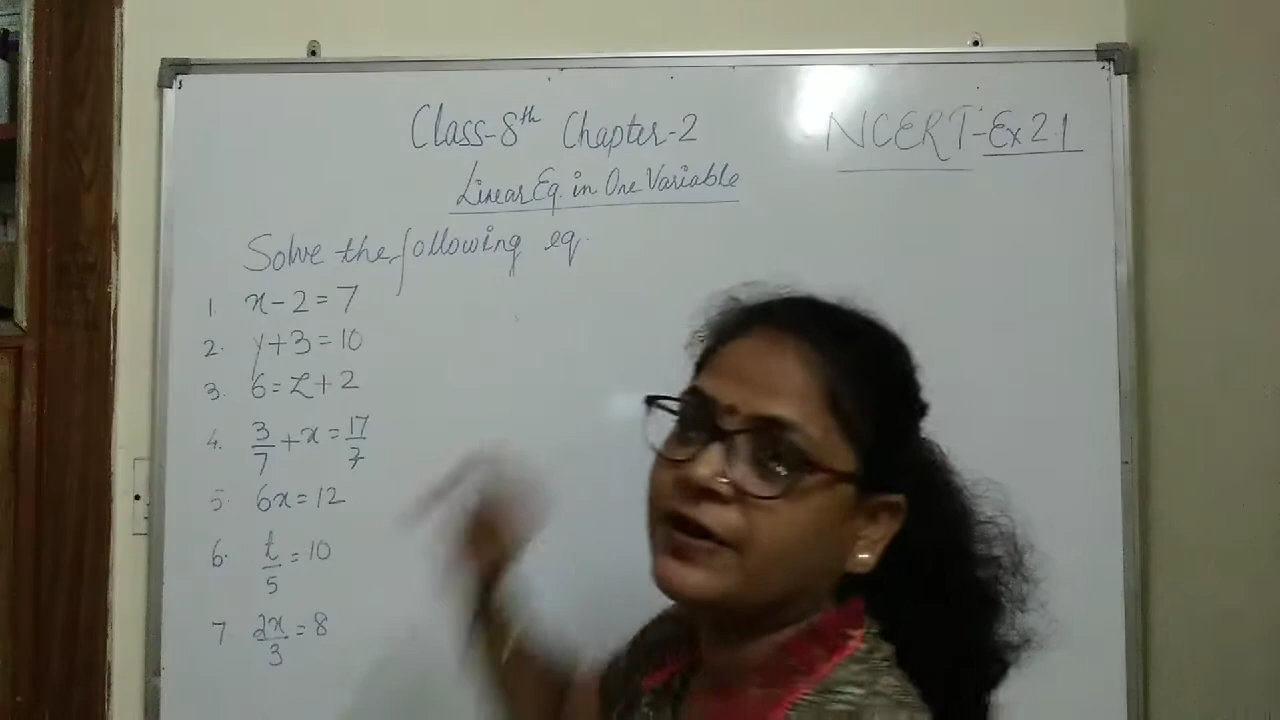 Class-8th Chapter-2
NCERT-Ex 2.1
Linear Eq. in One Variable
Solve the following eq.
1. x-2=7
2. y+3=10
3. 6=z+2
4. 3/7+x=17/7
5. 6x=12
6. t/5=10
7 2x/3=8